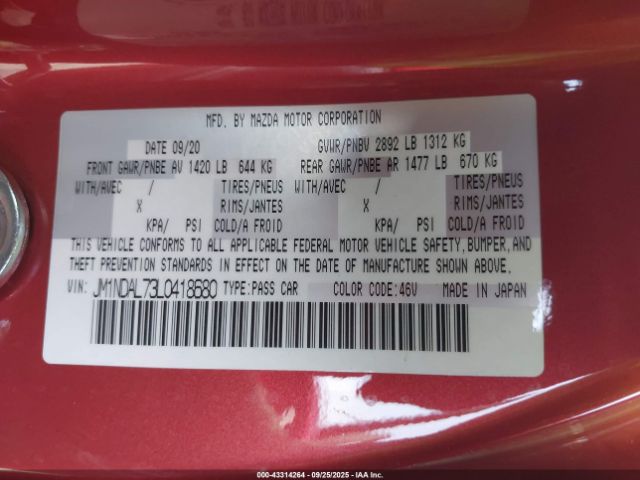 MFD. BY MAZDA MOTOR CORPORATION
DATE 09/20 GVWR/PNBV 2892 LB 1312 KG
FRONT GAWR/PNBE AV 1420 LB 644 KG REAR GAWR/PNBE AR 1477 LB 670 KG
WITH/AVEC / TIRES/PNEUS WITH/AVEC / TIRES/PNEUS
X RIMS/JANTES X RIMS/JANTES
KPA/ PSI COLD/A FROID KPA/ PSI COLD/A FROID
THIS VEHICLE CONFORMS TO ALL APPLICABLE FEDERAL MOTOR VEHICLE SAFETY, BUMPER, AND
THEFT PREVENTION STANDARDS IN EFFECT ON THE DATE OF MANUFACTURE SHOWN ABOVE.
VIN: JM1NDAL73L0418580 TYPE:PASS CAR COLOR CODE:46V MADE IN JAPAN
000-43314264 - 09/25/2025 - IAA, Inc.